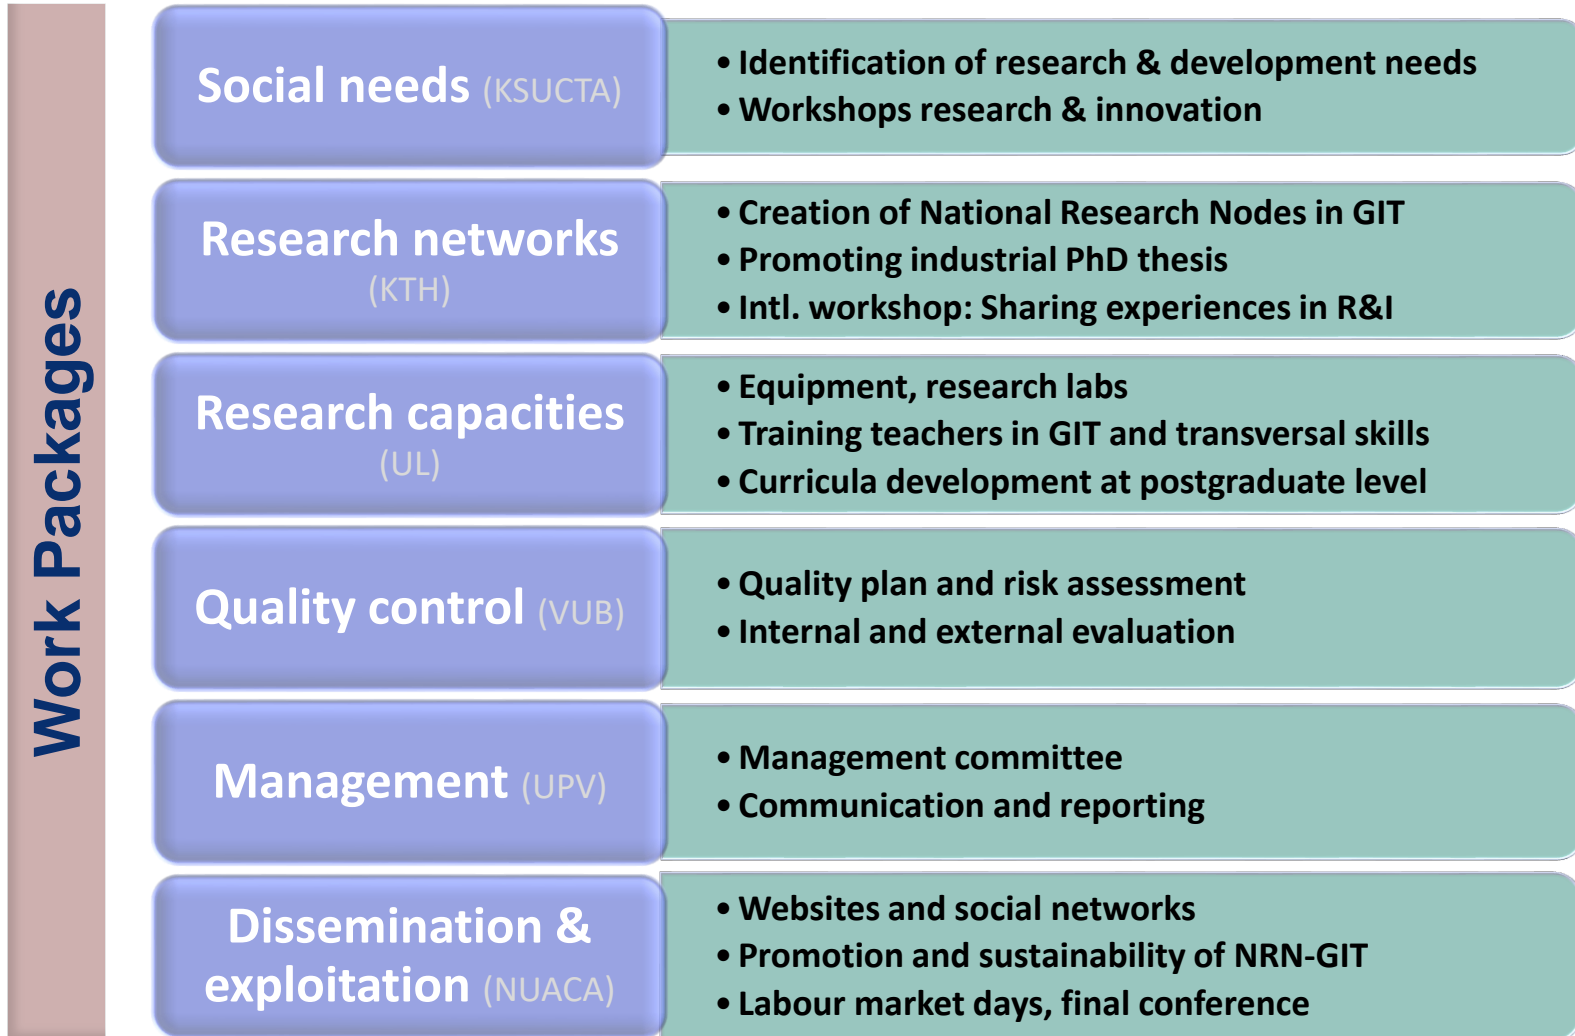 Work Packages
Social needs (KSUCTA)
• Identification of research & development needs
• Workshops research & innovation
Research networks
(KTH)
• Creation of National Research Nodes in GIT
• Promoting industrial PhD thesis
• Intl. workshop: Sharing experiences in R&I
Research capacities
(UL)
• Equipment, research labs
• Training teachers in GIT and transversal skills
• Curricula development at postgraduate level
Quality control (VUB)
• Quality plan and risk assessment
• Internal and external evaluation
Management (UPV)
• Management committee
• Communication and reporting
Dissemination &
exploitation (NUACA)
• Websites and social networks
• Promotion and sustainability of NRN-GIT
• Labour market days, final conference